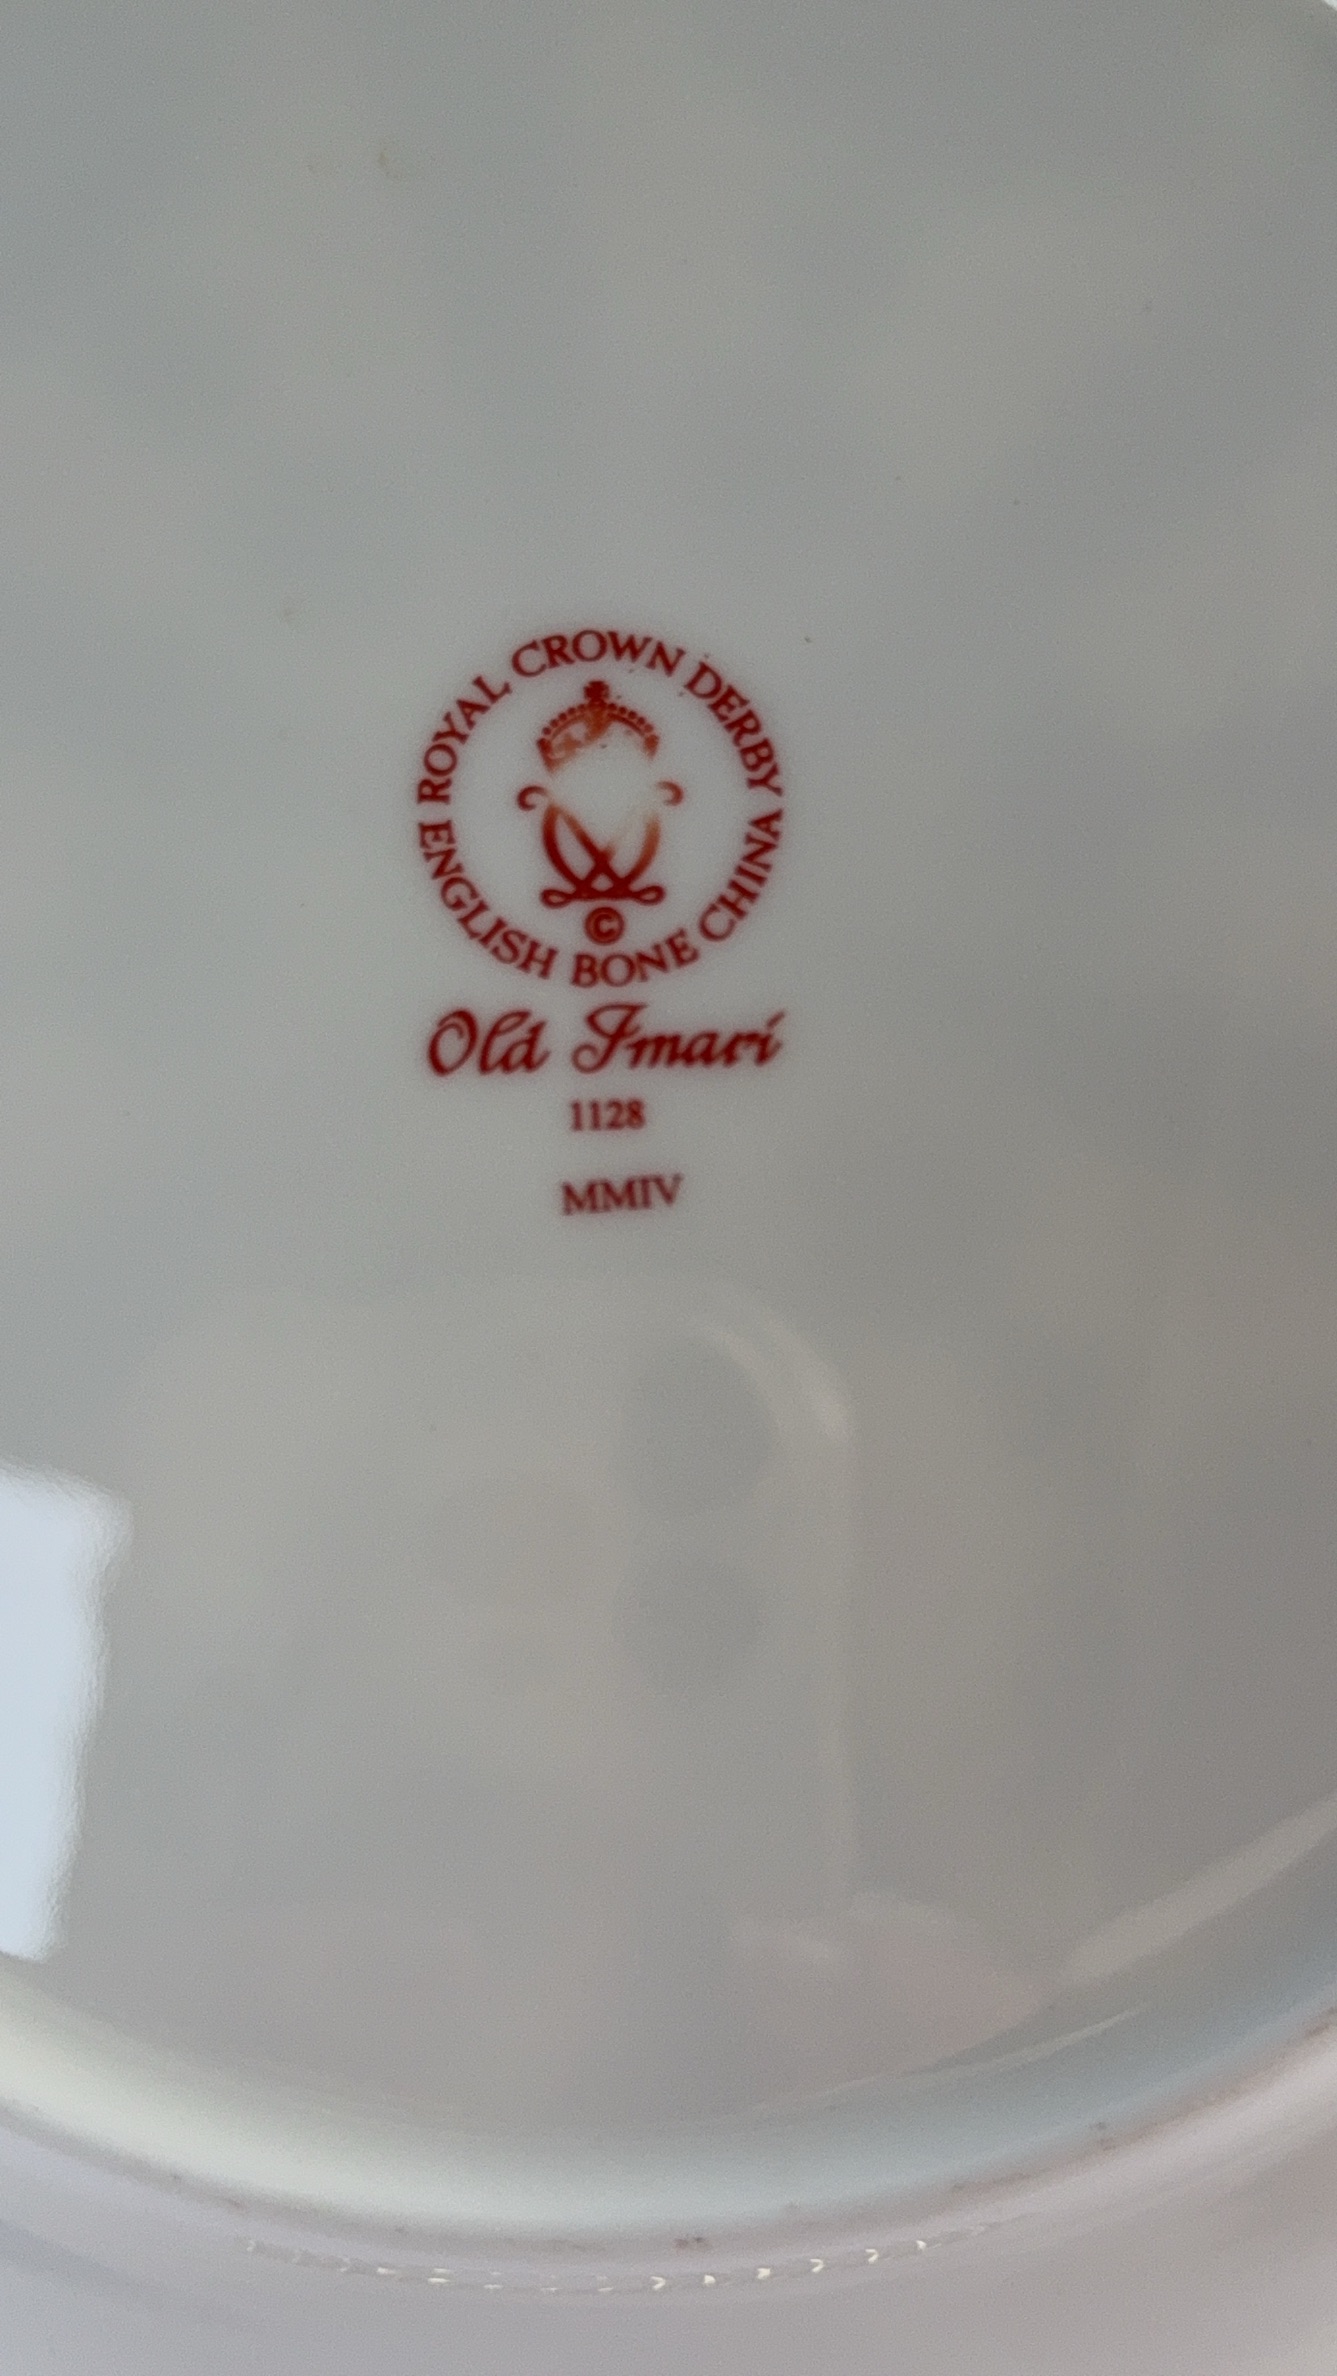 ROYAL CROWN DERBY
ENGLISH BONE CHINA
©
Old Imari
1128
MMIV